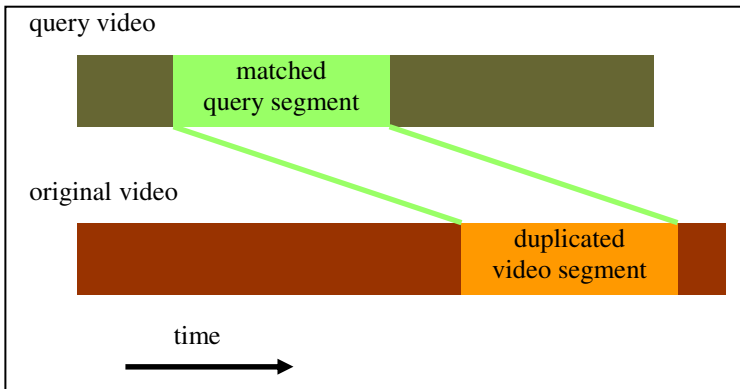 query video
matched
query segment
original video
duplicated
video segment
time